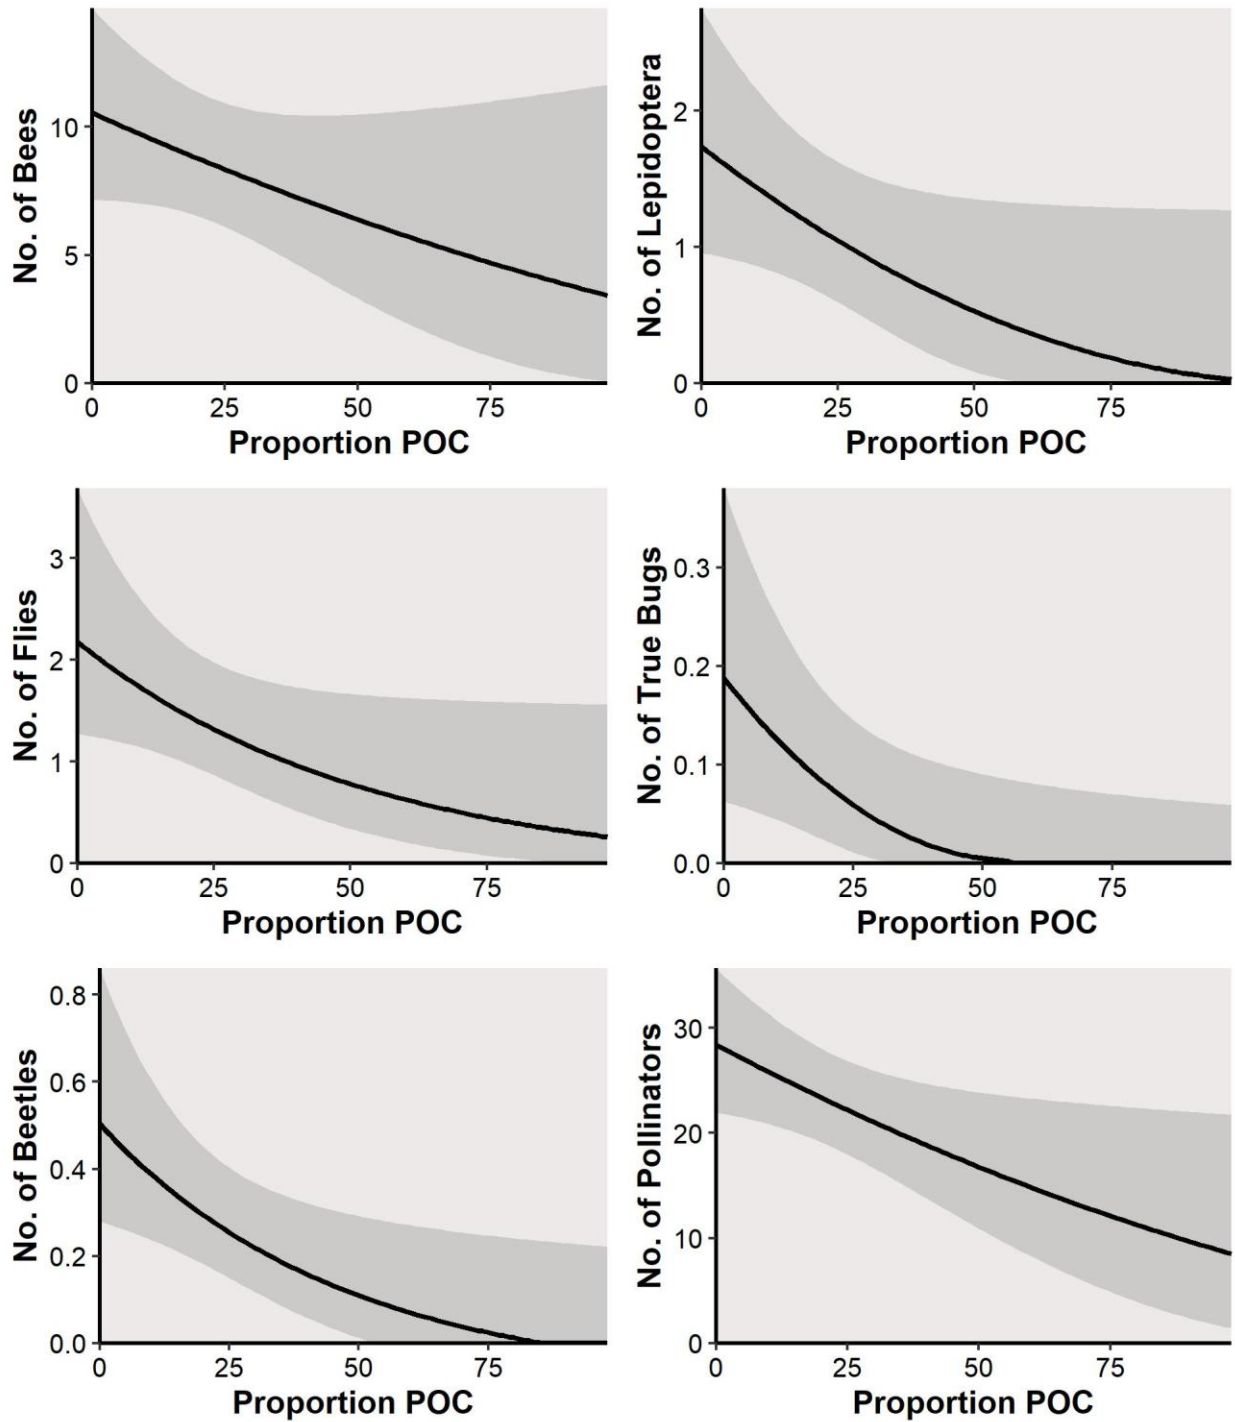 No. of Bees
10
5
0
0 25 50 75
Proportion POC
No. of Lepidoptera
2
1
0
0 25 50 75
Proportion POC
No. of Flies
3
2
1
0
0 25 50 75
Proportion POC
No. of True Bugs
0.3
0.2
0.1
0.0
0 25 50 75
Proportion POC
No. of Beetles
0.8
0.6
0.4
0.2
0.0
0 25 50 75
Proportion POC
No. of Pollinators
30
20
10
0
0 25 50 75
Proportion POC